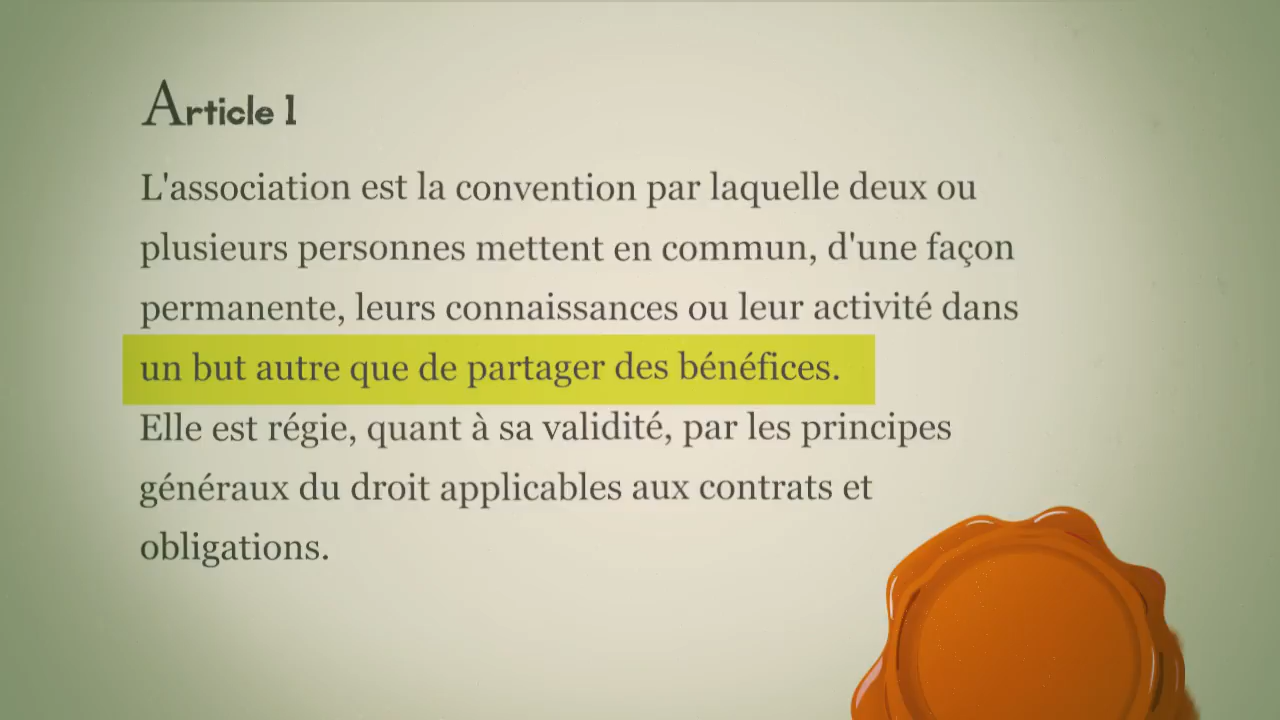 Article 1
L'association est la convention par laquelle deux ou
plusieurs personnes mettent en commun, d'une façon
permanente, leurs connaissances ou leur activité dans
un but autre que de partager des bénéfices.
Elle est régie, quant à sa validité, par les principes
généraux du droit applicables aux contrats et
obligations.